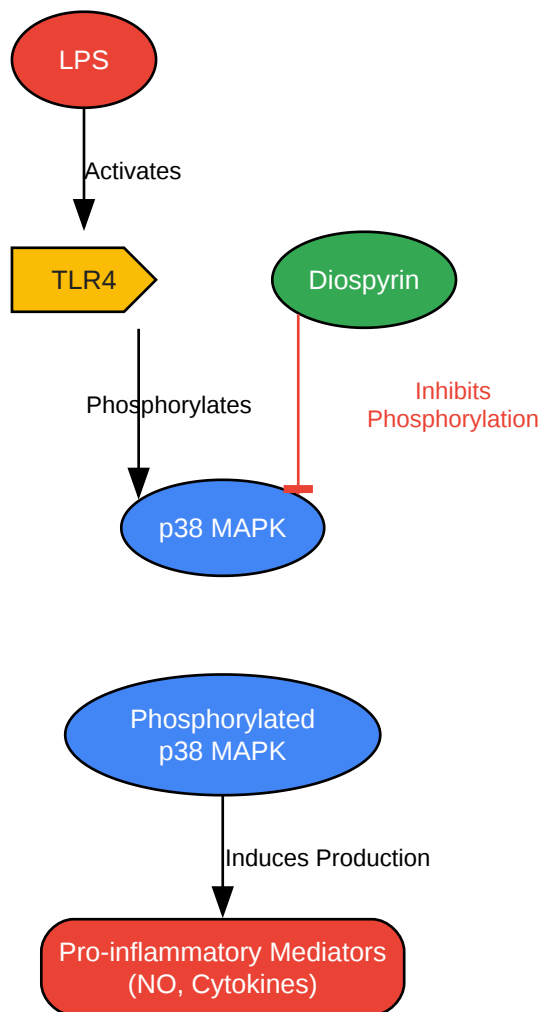 LPS
Activates
TLR4
Diospyrin
Inhibits
Phosphorylation
Phosphorylates
p38 MAPK
Phosphorylated
p38 MAPK
Induces Production
Pro-inflammatory Mediators
(NO, Cytokines)